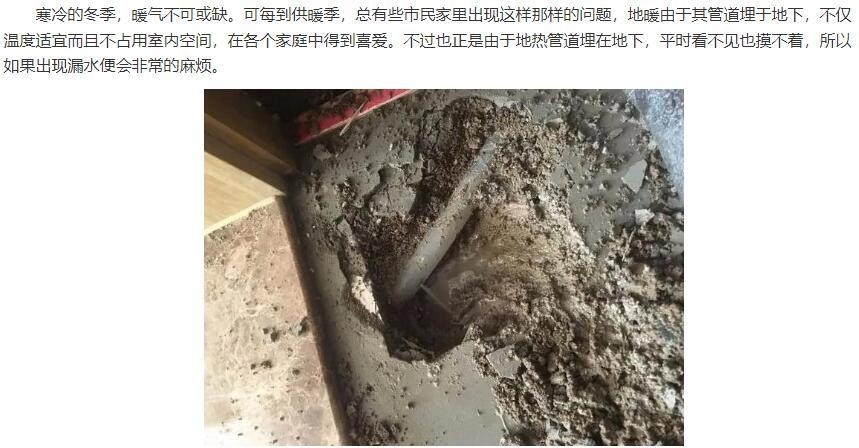 寒冷的冬季，暖气不可或缺。可每到供暖季，总有些市民家里出现这样那样的问题，地暖由于其管道埋于地下，不仅
温度适宜而且不占用室内空间，在各个家庭中得到喜爱。不过也正是由于地热管道埋在地下，平时看不见也摸不着，所以
如果出现漏水便会非常的麻烦。